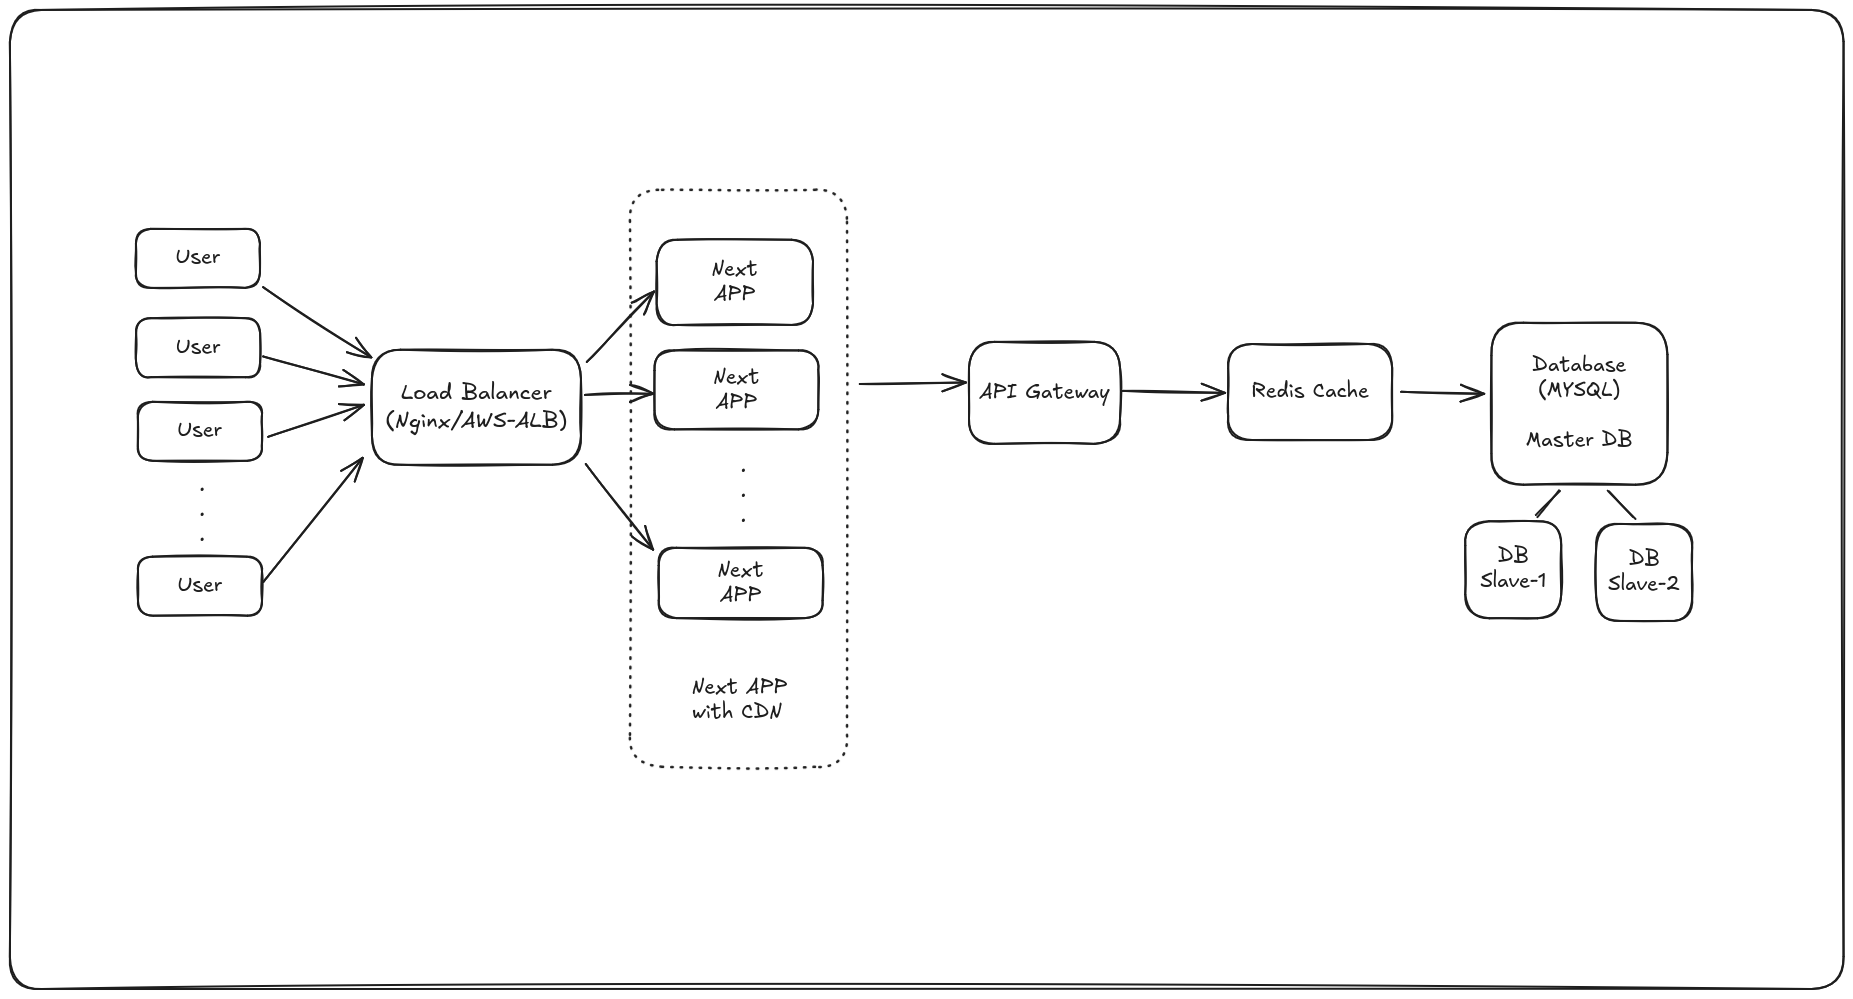 User
User
User
User
Load Balancer
(Nginx/AWS-ALB)
Next
APP
Next
APP
Next
APP
Next APP
with CDN
API Gateway
Redis Cache
Database
(MYSQL)
Master DB
DB
Slave-1
DB
Slave-2